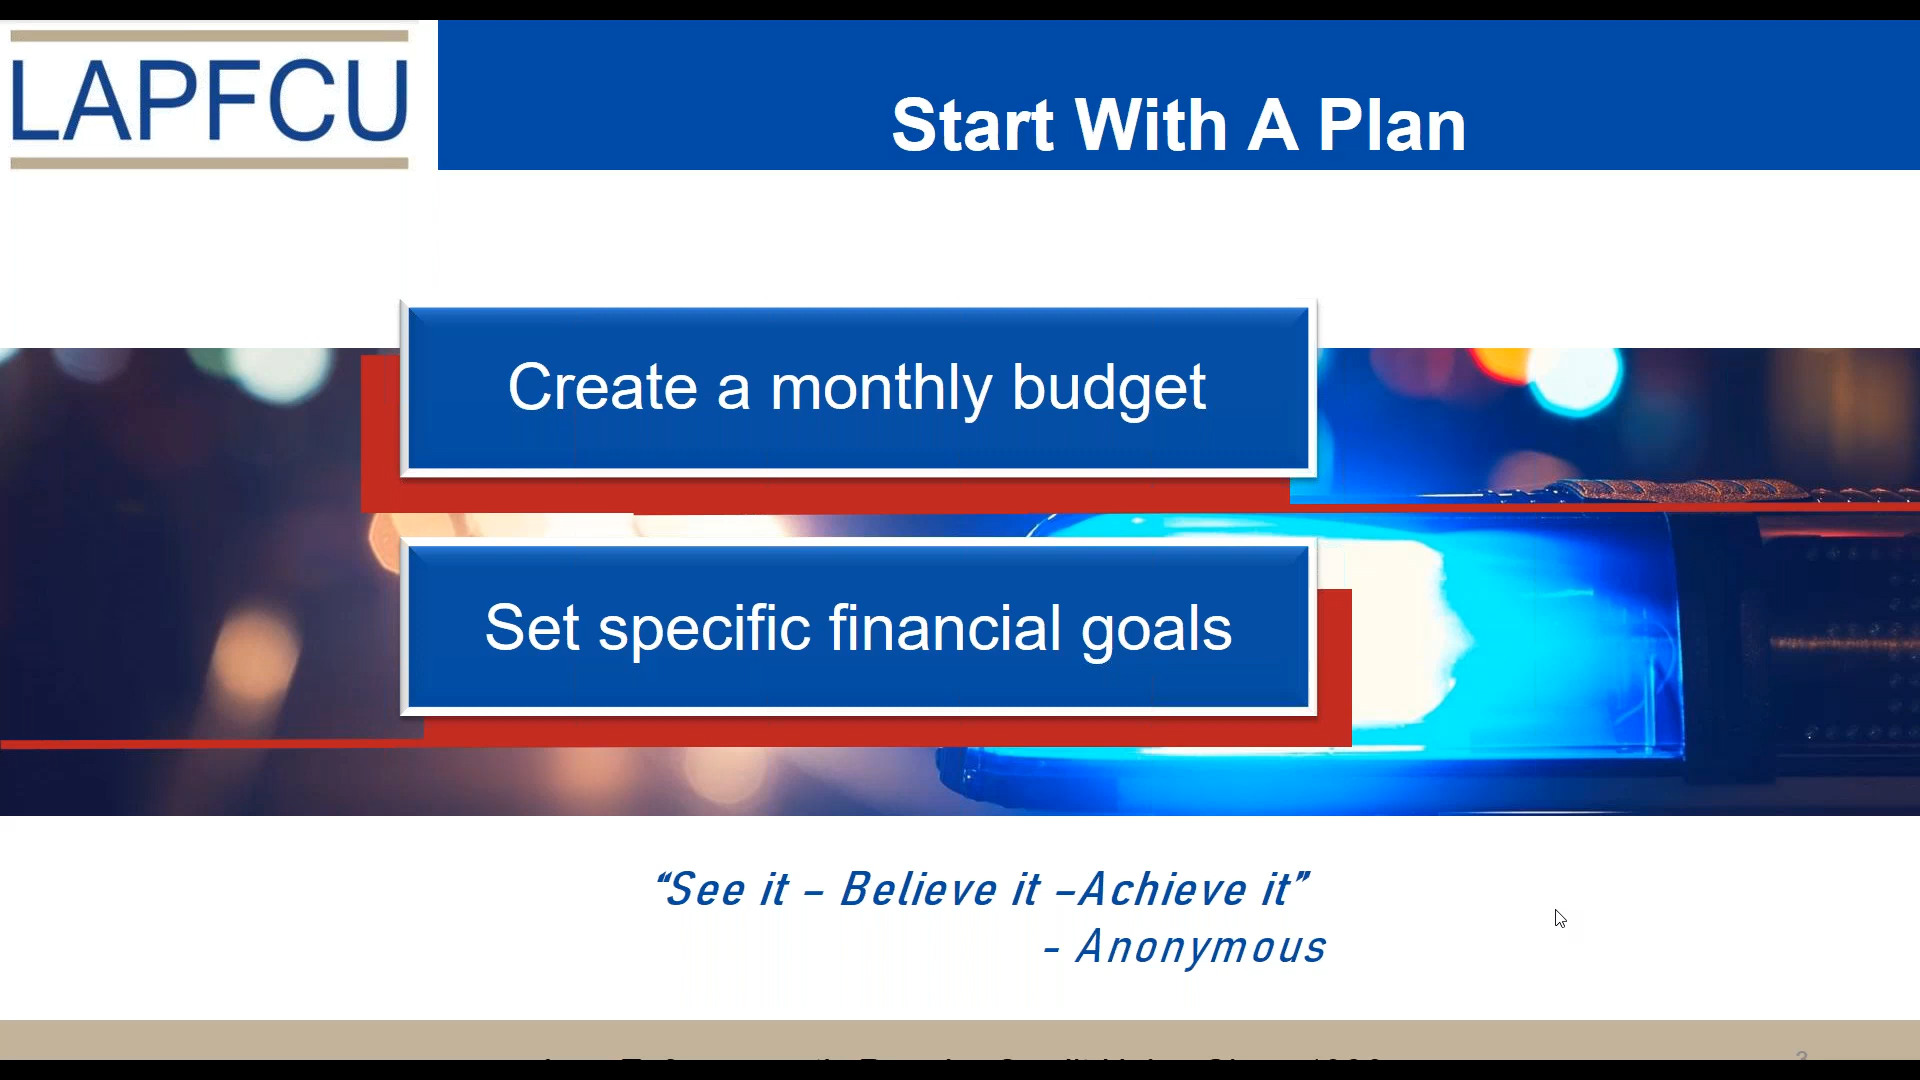 LAPFCU
Start With A Plan
Create a monthly budget
Set specific financial goals
“See it – Believe it –Achieve it”
- Anonymous